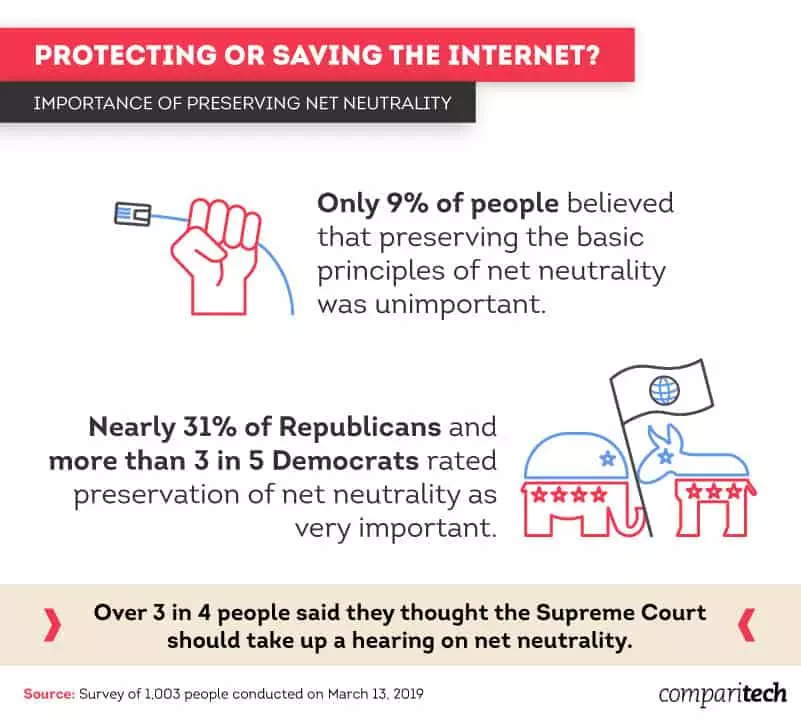 PROTECTING OR SAVING THE INTERNET?
IMPORTANCE OF PRESERVING NET NEUTRALITY
Only 9% of people believed
that preserving the basic
principles of net neutrality
was unimportant.
Nearly 31% of Republicans and
more than 3 in 5 Democrats rated
preservation of net neutrality as
very important.
Over 3 in 4 people said they thought the Supreme Court
should take up a hearing on net neutrality.
Source: Survey of 1,003 people conducted on March 13, 2019
comparitech